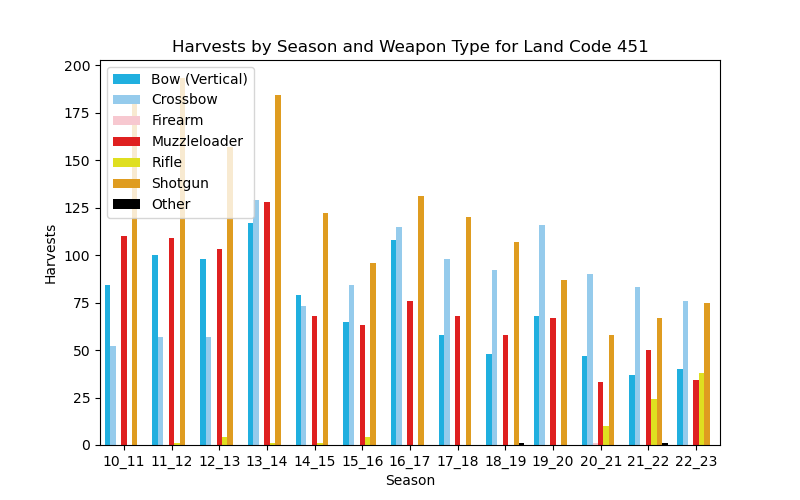 Harvests by Season and Weapon Type for Land Code 451
200
175
150
125
100
75
50
25
0
Harvests
Bow (Vertical)
Crossbow
Firearm
Muzzleloader
Rifle
Shotgun
Other
10_11 11_12 12_13 13_14 14_15 15_16 16_17 17_18 18_19 19_20 20_21 21_22 22_23
Season